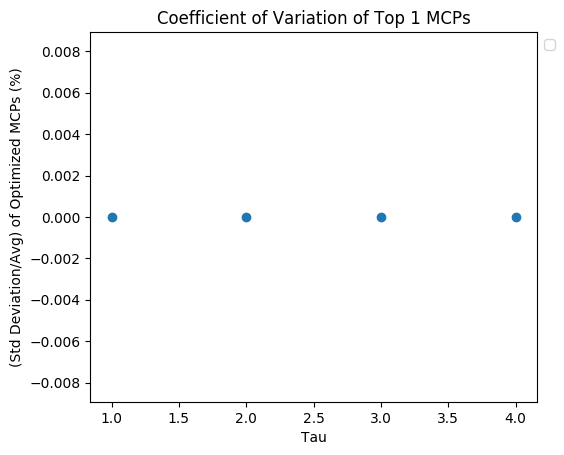 Coefficient of Variation of Top 1 MCPs
(Std Deviation/Avg) of Optimized MCPs (%)
0.008
0.006
0.004
0.002
0.000
−0.002
−0.004
−0.006
−0.008
1.0 1.5 2.0 2.5 3.0 3.5 4.0
Tau